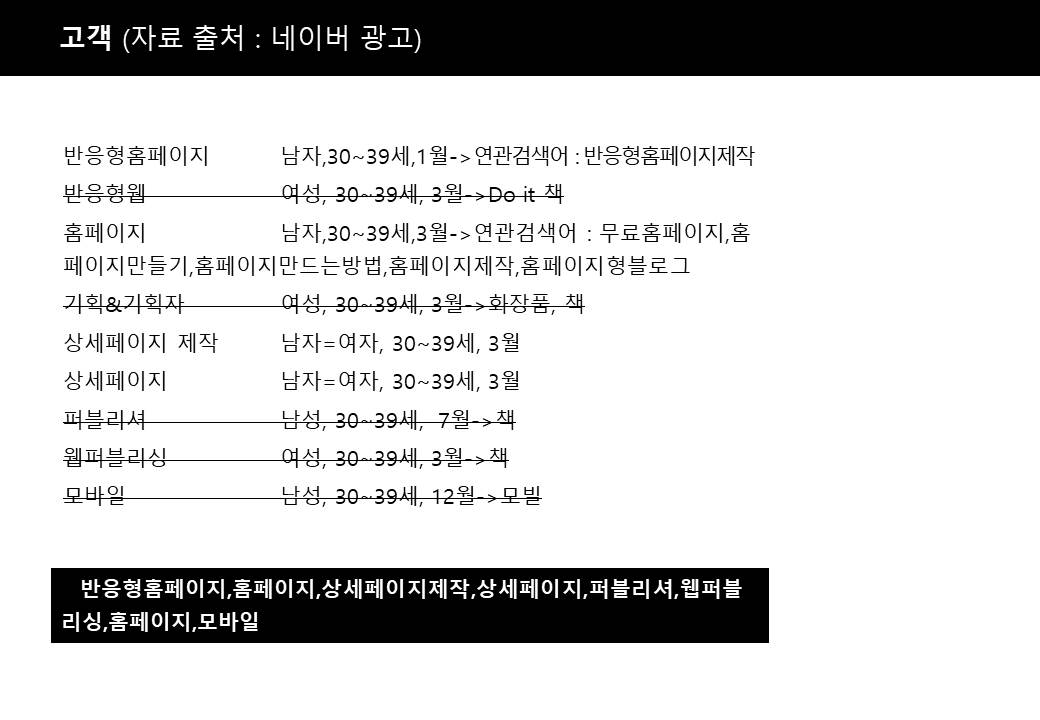 고객 (자료 출처 : 네이버 광고)
반응형홈페이지 남자,30~39세,1월->연관검색어 : 반응형홈페이지제작
반응형웹 여성, 30~39세, 3월->Do it 책
홈페이지 남자,30~39세,3월->연관검색어 : 무료홈페이지,홈
페이지만들기,홈페이지만드는방법,홈페이지제작,홈페이지형블로그
기획&기획자 여성, 30~39세, 3월->화장품, 책
상세페이지 제작 남자=여자, 30~39세, 3월
상세페이지 남자=여자, 30~39세, 3월
퍼블리셔 남성, 30~39세, 7월->책
웹퍼블리싱 여성, 30~39세, 3월->책
모바일 남성, 30~39세, 12월->모빌
반응형홈페이지,홈페이지,상세페이지제작,상세페이지,퍼블리셔,웹퍼블
리싱,홈페이지,모바일